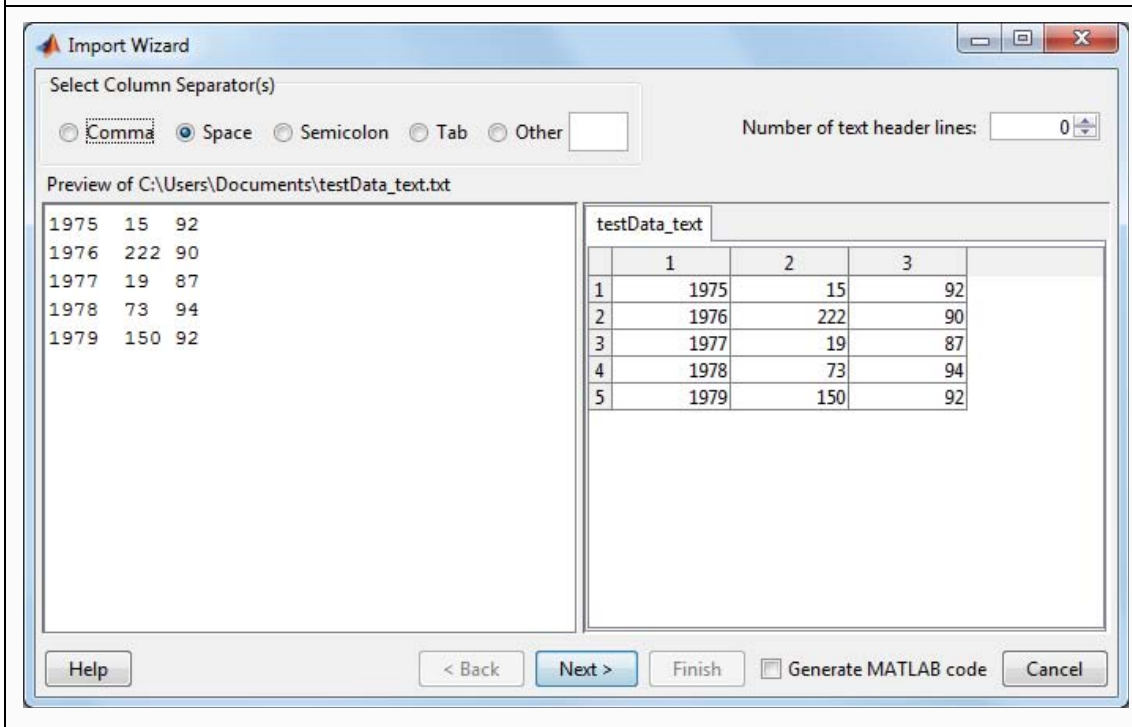 Import Wizard
Select Column Separator(s)
Comma Space Semicolon Tab Other
Number of text header lines: 0
Preview of C:\Users\Documents\testData_text.txt
1975 15 92
1976 222 90
1977 19 87
1978 73 94
1979 150 92
testData_text
1 2 3
1 1975 15 92
2 1976 222 90
3 1977 19 87
4 1978 73 94
5 1979 150 92
Help < Back Next > Finish Generate MATLAB code Cancel